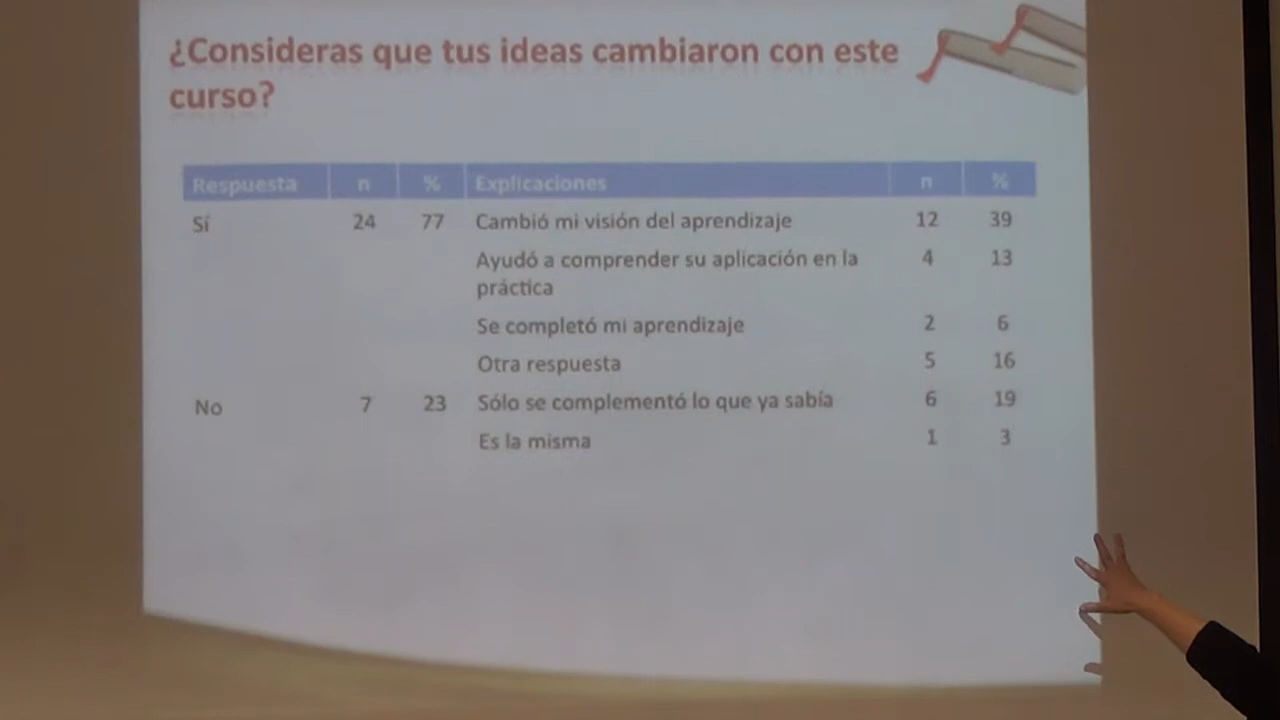 ¿Consideras que tus ideas cambiaron con este
curso?
Respuesta n % Explicaciones n %
Sí 24 77 Cambió mi visión del aprendizaje 12 39
Ayudó a comprender su aplicación en la 4 13
práctica
Se completó mi aprendizaje 2 6
Otra respuesta 5 16
No 7 23 Sólo se complementó lo que ya sabía 6 19
Es la misma 1 3